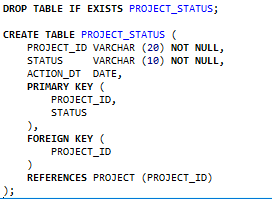 DROP TABLE IF EXISTS PROJECT_STATUS;
CREATE TABLE PROJECT_STATUS (
PROJECT_ID VARCHAR (20) NOT NULL,
STATUS VARCHAR (10) NOT NULL,
ACTION_DT DATE,
PRIMARY KEY (
PROJECT_ID,
STATUS
),
FOREIGN KEY (
PROJECT_ID
)
REFERENCES PROJECT (PROJECT_ID)
);